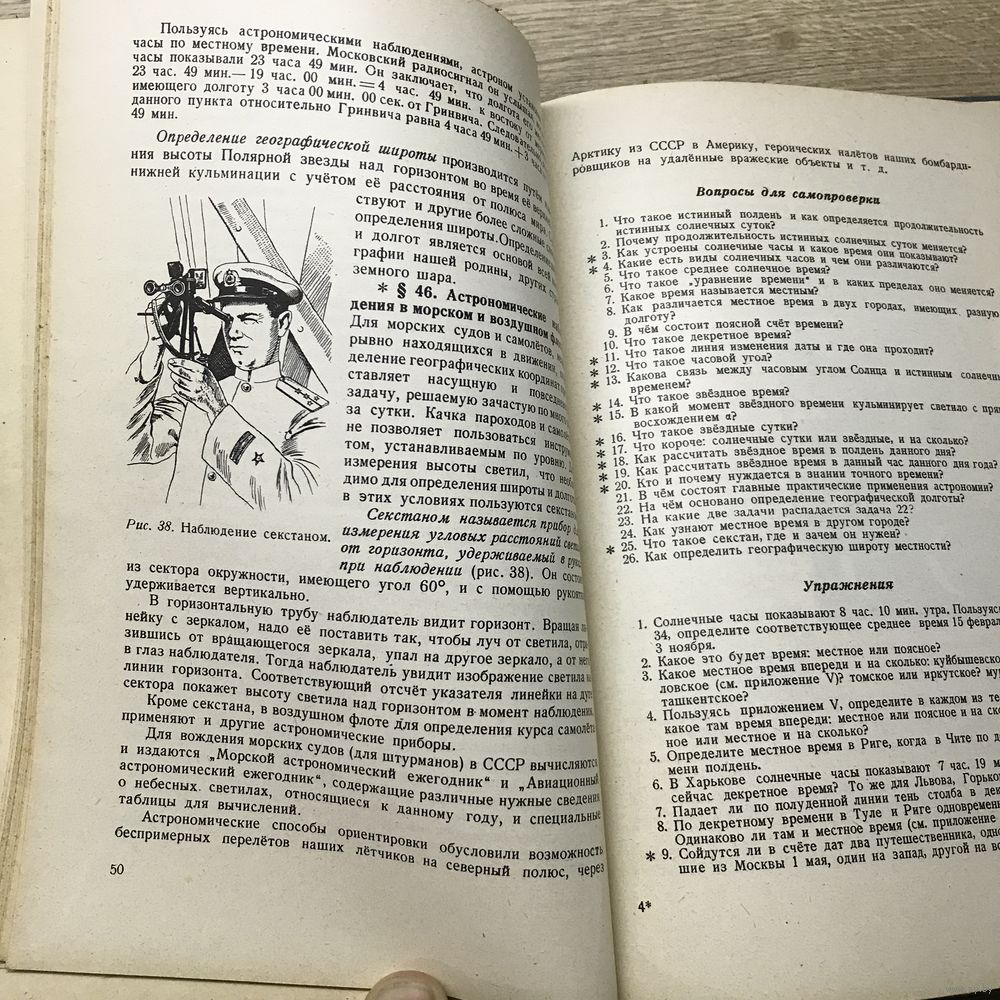 Пользуясь астрономическими наблюдениями, астроном
часы по местному времени. Московский радиосигнал он услышал
часы показывали 23 часа 49 мин. Он заключает, что долгота его
23 час. 49 мин.— 19 час. 00 мин.=4 час. 49 мин. к востоку от
имеющего долготу 3 часа 00 мин. 00 сек. от Гринвича.
данного пункта относительно Гринвича равна 4 часа 49 мин.+3
49 мин.
Определение географической широты производится путём
ния высоты Полярной звезды над горизонтом во время её
нижней кульминации с учётом её расстояния от полюса мира.
ствуют и другие более сложные
определения широты. Определение
и долгот является основой всей
графии нашей родины, других
земного шара.
* § 46. Астрономические
дения в морском и воздушном
Для морских судов и самолётов,
рывно находящихся в движении,
деление географических координат
ставляет насущную и
задачу, решаемую зачастую по
за сутки. Качка пароходов и
не позволяет пользоваться
том, устанавливаемым по уровню.
измерения высоты светил, что
димо для определения широты и
в этих условиях пользуются
Секстаном называется прибор
измерения угловых расстояний
от горизонта, удерживаемый в
при наблюдении (рис. 38). Он
Рис. 38. Наблюдение секстаном.
из сектора окружности, имеющего угол 60°, и с помощью
удерживается вертикально.
В горизонтальную трубу наблюдатель видит горизонт. Вращая
нейку с зеркалом, надо её поставить так, чтобы луч от светила,
зившись от вращающегося зеркала, упал на другое зеркало, а от него
в глаз наблюдателя. Тогда наблюдатель увидит изображение светила на
линии горизонта. Соответствующий отсчёт указателя линейки на дуге
сектора покажет высоту светила над горизонтом в момент наблюдения.
Кроме секстана, в воздушном флоте для определения курса самолёта
применяют и другие астрономические приборы.
Для вождения морских судов (для штурманов) в СССР вычисляются
и издаются „Морской астрономический ежегодник“ и „Авиационный
астрономический ежегодник“, содержащие различные нужные сведения
о небесных светилах, относящиеся к данному году, и специальные
таблицы для вычислений.
Астрономические способы ориентировки обусловили возможность
беспримерных перелётов наших лётчиков на северный полюс, через
50
Арктику из СССР в Америку, героических налётов наших бомбарди-
ровщиков на удалённые вражеские объекты и т. д.
Вопросы для самопроверки
1. Что такое истинный полдень и как определяется продолжительность
истинных солнечных суток?
2. Почему продолжительность истинных солнечных суток меняется?
* 3. Как устроены солнечные часы и какое время они показывают?
* 4. Какие есть виды солнечных часов и чем они различаются?
5. Что такое среднее солнечное время?
6. Что такое „уравнение времени“ и в каких пределах оно меняется?
7. Какое время называется местным?
8. Как различается местное время в двух городах, имеющих разную
долготу?
9. В чём состоит поясной счёт времени?
10. Что такое декретное время?
* 11. Что такое линия изменения даты и где она проходит?
* 12. Что такое часовой угол?
* 13. Какова связь между часовым углом Солнца и истинным
временем?
* 14. Что такое звёздное время?
* 15. В какой момент звёздного времени кульминирует светило с
восхождением α?
* 16. Что такое звёздные сутки?
* 17. Что короче: солнечные сутки или звёздные, и на сколько?
* 18. Как рассчитать звёздное время в полдень данного дня?
* 19. Как рассчитать звёздное время в данный час данного дня года?
* 20. Кто и почему нуждается в знании точного времени?
21. В чём состоят главные практические применения астрономии?
22. На чём основано определение географической долготы?
23. На какие две задачи распадается задача 22?
24. Как узнают местное время в другом городе?
* 25. Что такое секстан, где и зачем он нужен?
26. Как определить географическую широту местности?
Упражнения
1. Солнечные часы показывают 8 час. 10 мин. утра.
34, определите соответствующее среднее время 15
3 ноября.
2. Какое это будет время: местное или поясное?
3. Какое местное время впереди и на сколько:
ловское (см. приложение V)? томское или иркутское?
ташкентское?
4. Пользуясь приложением V, определите в каждом из
какое там время впереди: местное или поясное и на
ное или местное и на сколько?
5. Определите местное время в Риге, когда в Чите по
мени полдень.
6. В Харькове солнечные часы показывают 7 час. 19
сейчас декретное время? То же для Львова,
7. Падает ли по полуденной линии тень столба в
8. По декретному времени в Туле и Риге
Одинаково ли там и местное время (см. приложение
* 9. Сойдутся ли в счёте дат два путешественника,
шие из Москвы 1 мая, один на запад, другой на
4*